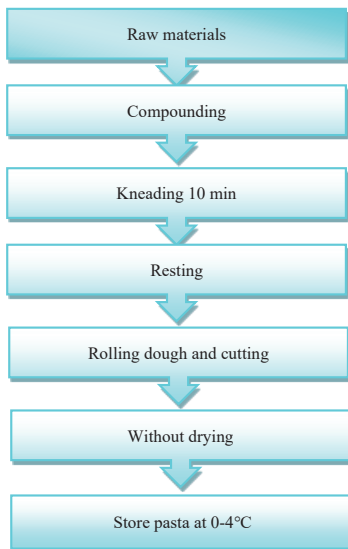 Raw materials
Compounding
Kneading 10 min
Resting
Rolling dough and cutting
Without drying
Store pasta at 0-4°C